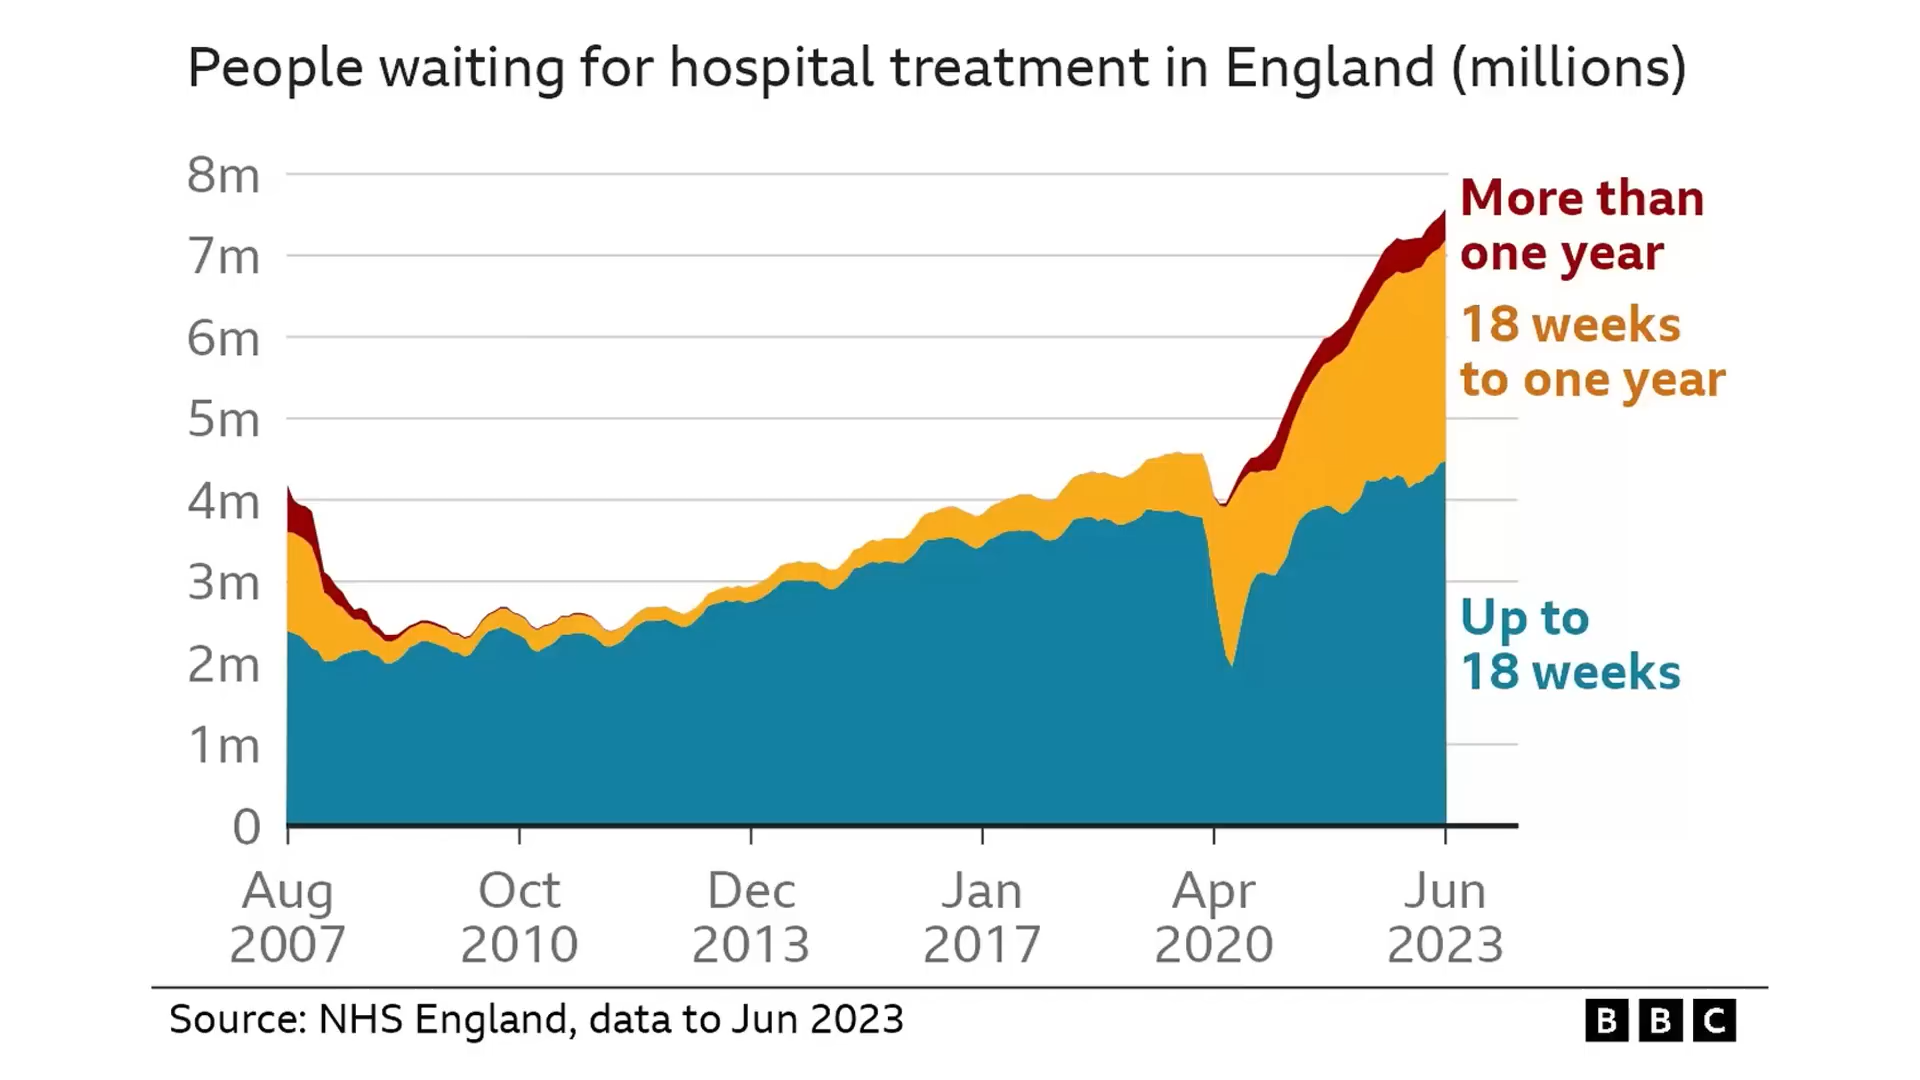 People waiting for hospital treatment in England (millions)
8m
7m
6m
5m
4m
3m
2m
1m
0
More than
one year
18 weeks
to one year
Up to
18 weeks
Aug
2007
Oct
2010
Dec
2013
Jan
2017
Apr
2020
Jun
2023
Source: NHS England, data to Jun 2023
BBC